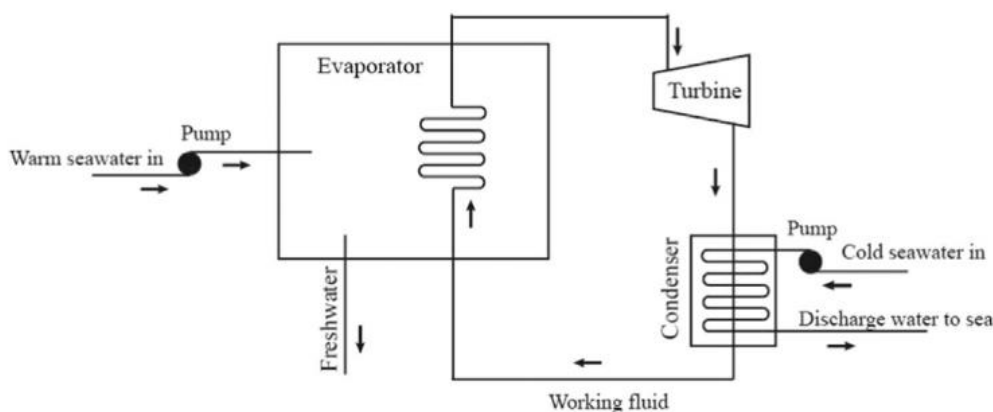 Evaporator
Turbine
Pump
Warm seawater in
Pump
Cold seawater in
Condenser
Discharge water to sea
Freshwater
Working fluid